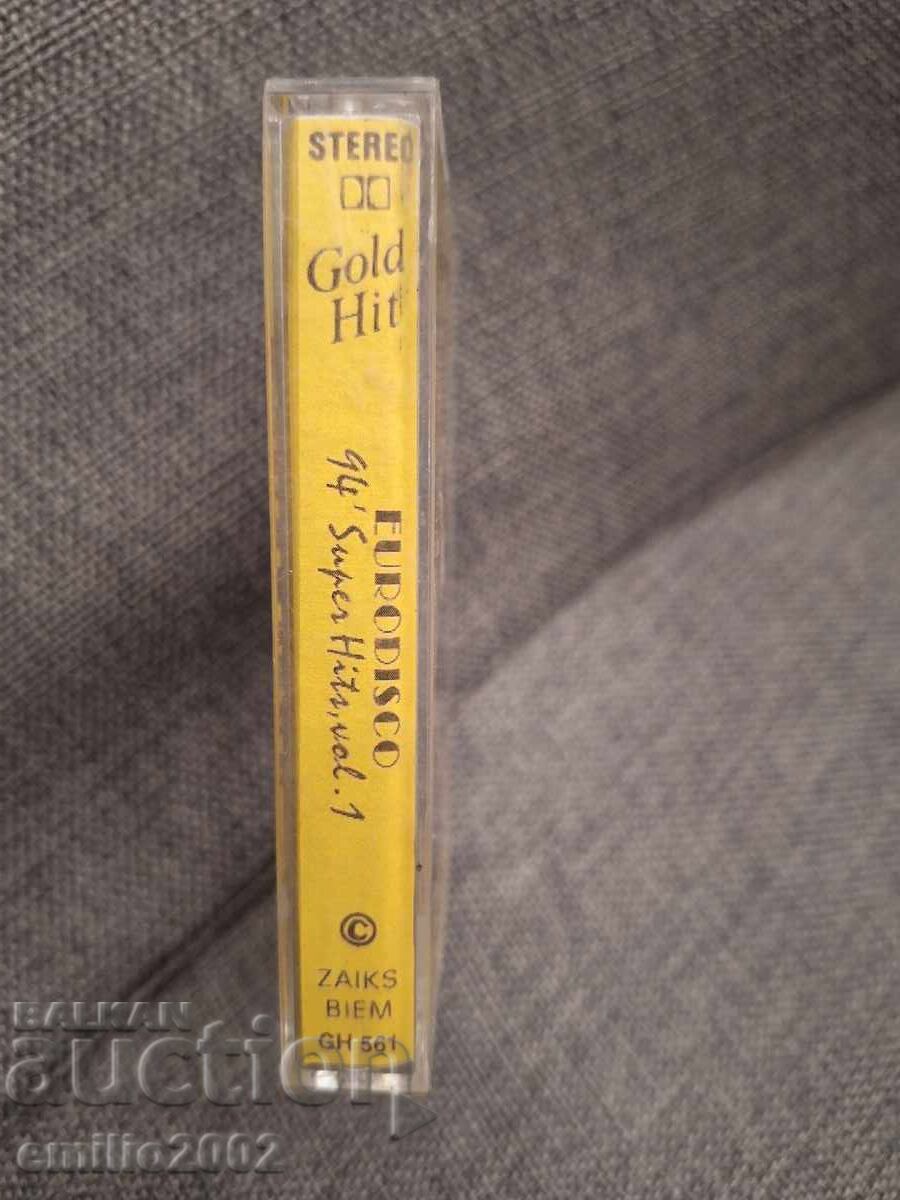 STEREO
Gold
Hit
EURODISCO
94' Super Hits, vol. 1
©
ZAIKS
BIEM
GH 561
BALKAN
auction
emilio2002